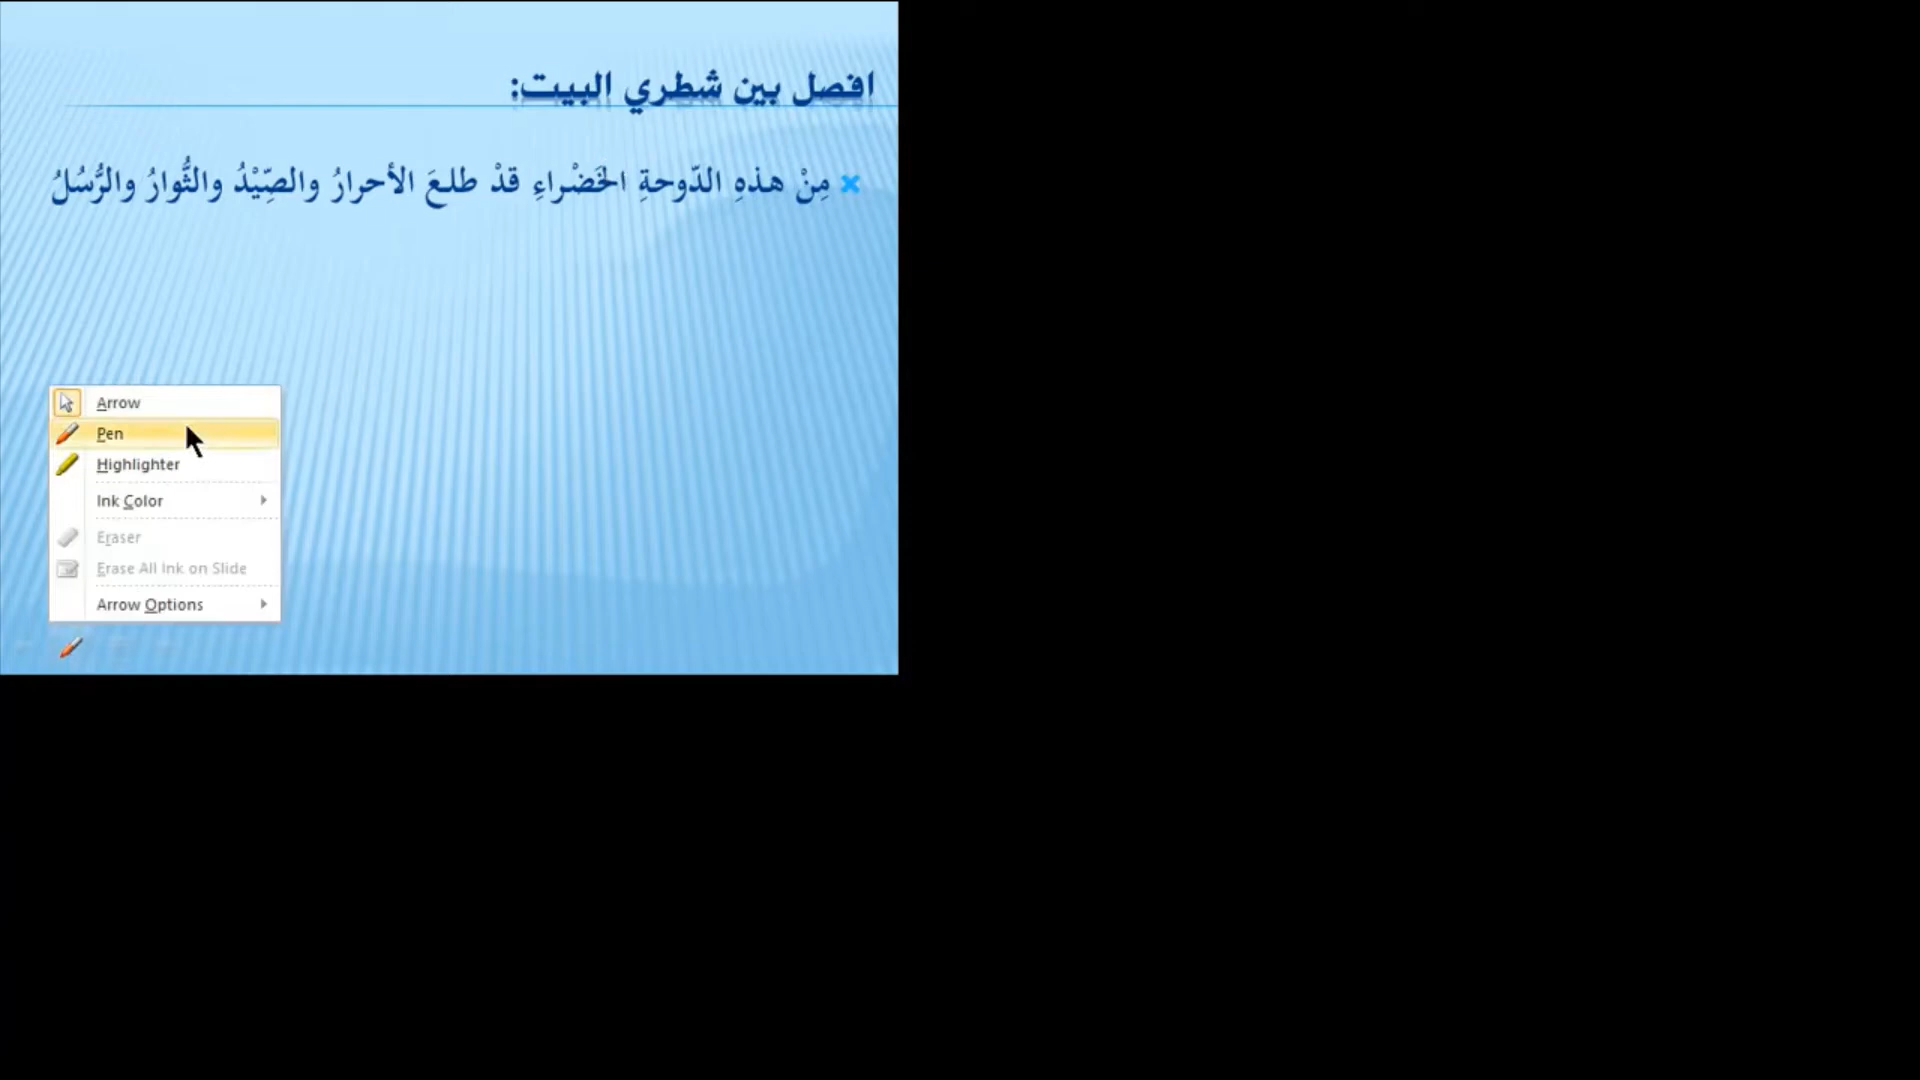 افصل بين شطري البيت:
مِنْ هذهِ الدّوحةِ الخَضْراءِ قدْ طلعَ الأحرارُ والصِّيْدُ والثُّوارُ والرُّسُلُ
Arrow
Pen
Highlighter
Ink Color
Eraser
Erase All Ink on Slide
Arrow Options